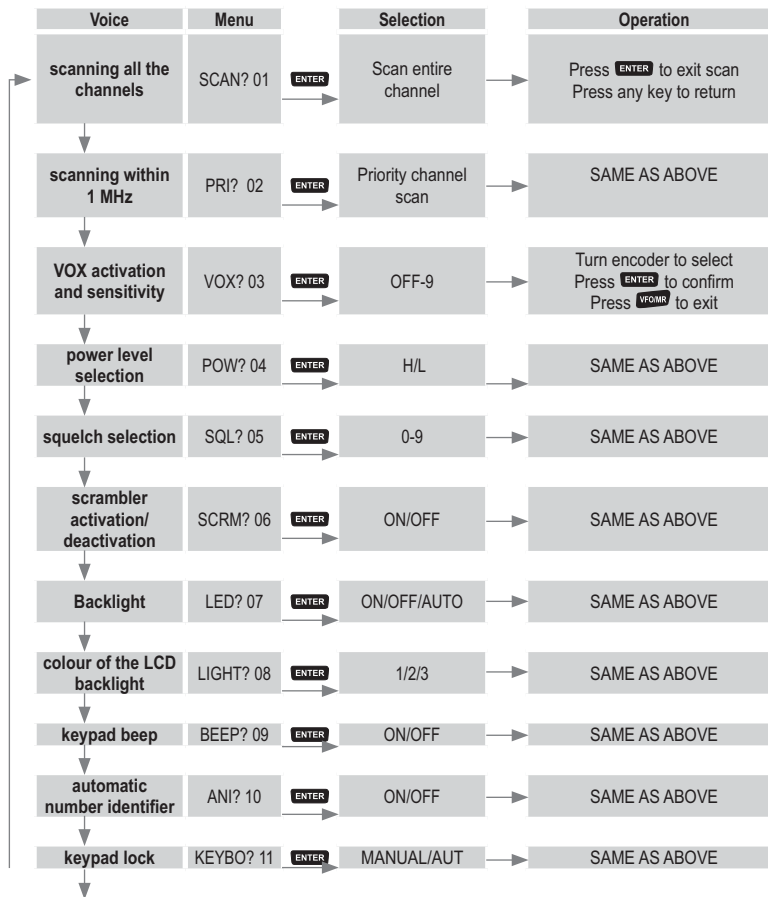 Voice Menu Selection Operation
scanning all the
channels
SCAN? 01
ENTER
Scan entire
channel
Press ENTER to exit scan
Press any key to return
scanning within
1 MHz
PRI? 02
ENTER
Priority channel
scan
SAME AS ABOVE
VOX activation
and sensitivity
VOX? 03
ENTER
OFF-9
Turn encoder to select
Press ENTER to confirm
Press VFO/MR to exit
power level
selection
POW? 04
ENTER
H/L
SAME AS ABOVE
squelch selection
SQL? 05
ENTER
0-9
SAME AS ABOVE
scrambler
activation/
deactivation
SCRM? 06
ENTER
ON/OFF
SAME AS ABOVE
Backlight
LED? 07
ENTER
ON/OFF/AUTO
SAME AS ABOVE
colour of the LCD
backlight
LIGHT? 08
ENTER
1/2/3
SAME AS ABOVE
keypad beep
BEEP? 09
ENTER
ON/OFF
SAME AS ABOVE
automatic
number identifier
ANI? 10
ENTER
ON/OFF
SAME AS ABOVE
keypad lock
KEYBO? 11
ENTER
MANUAL/AUT
SAME AS ABOVE